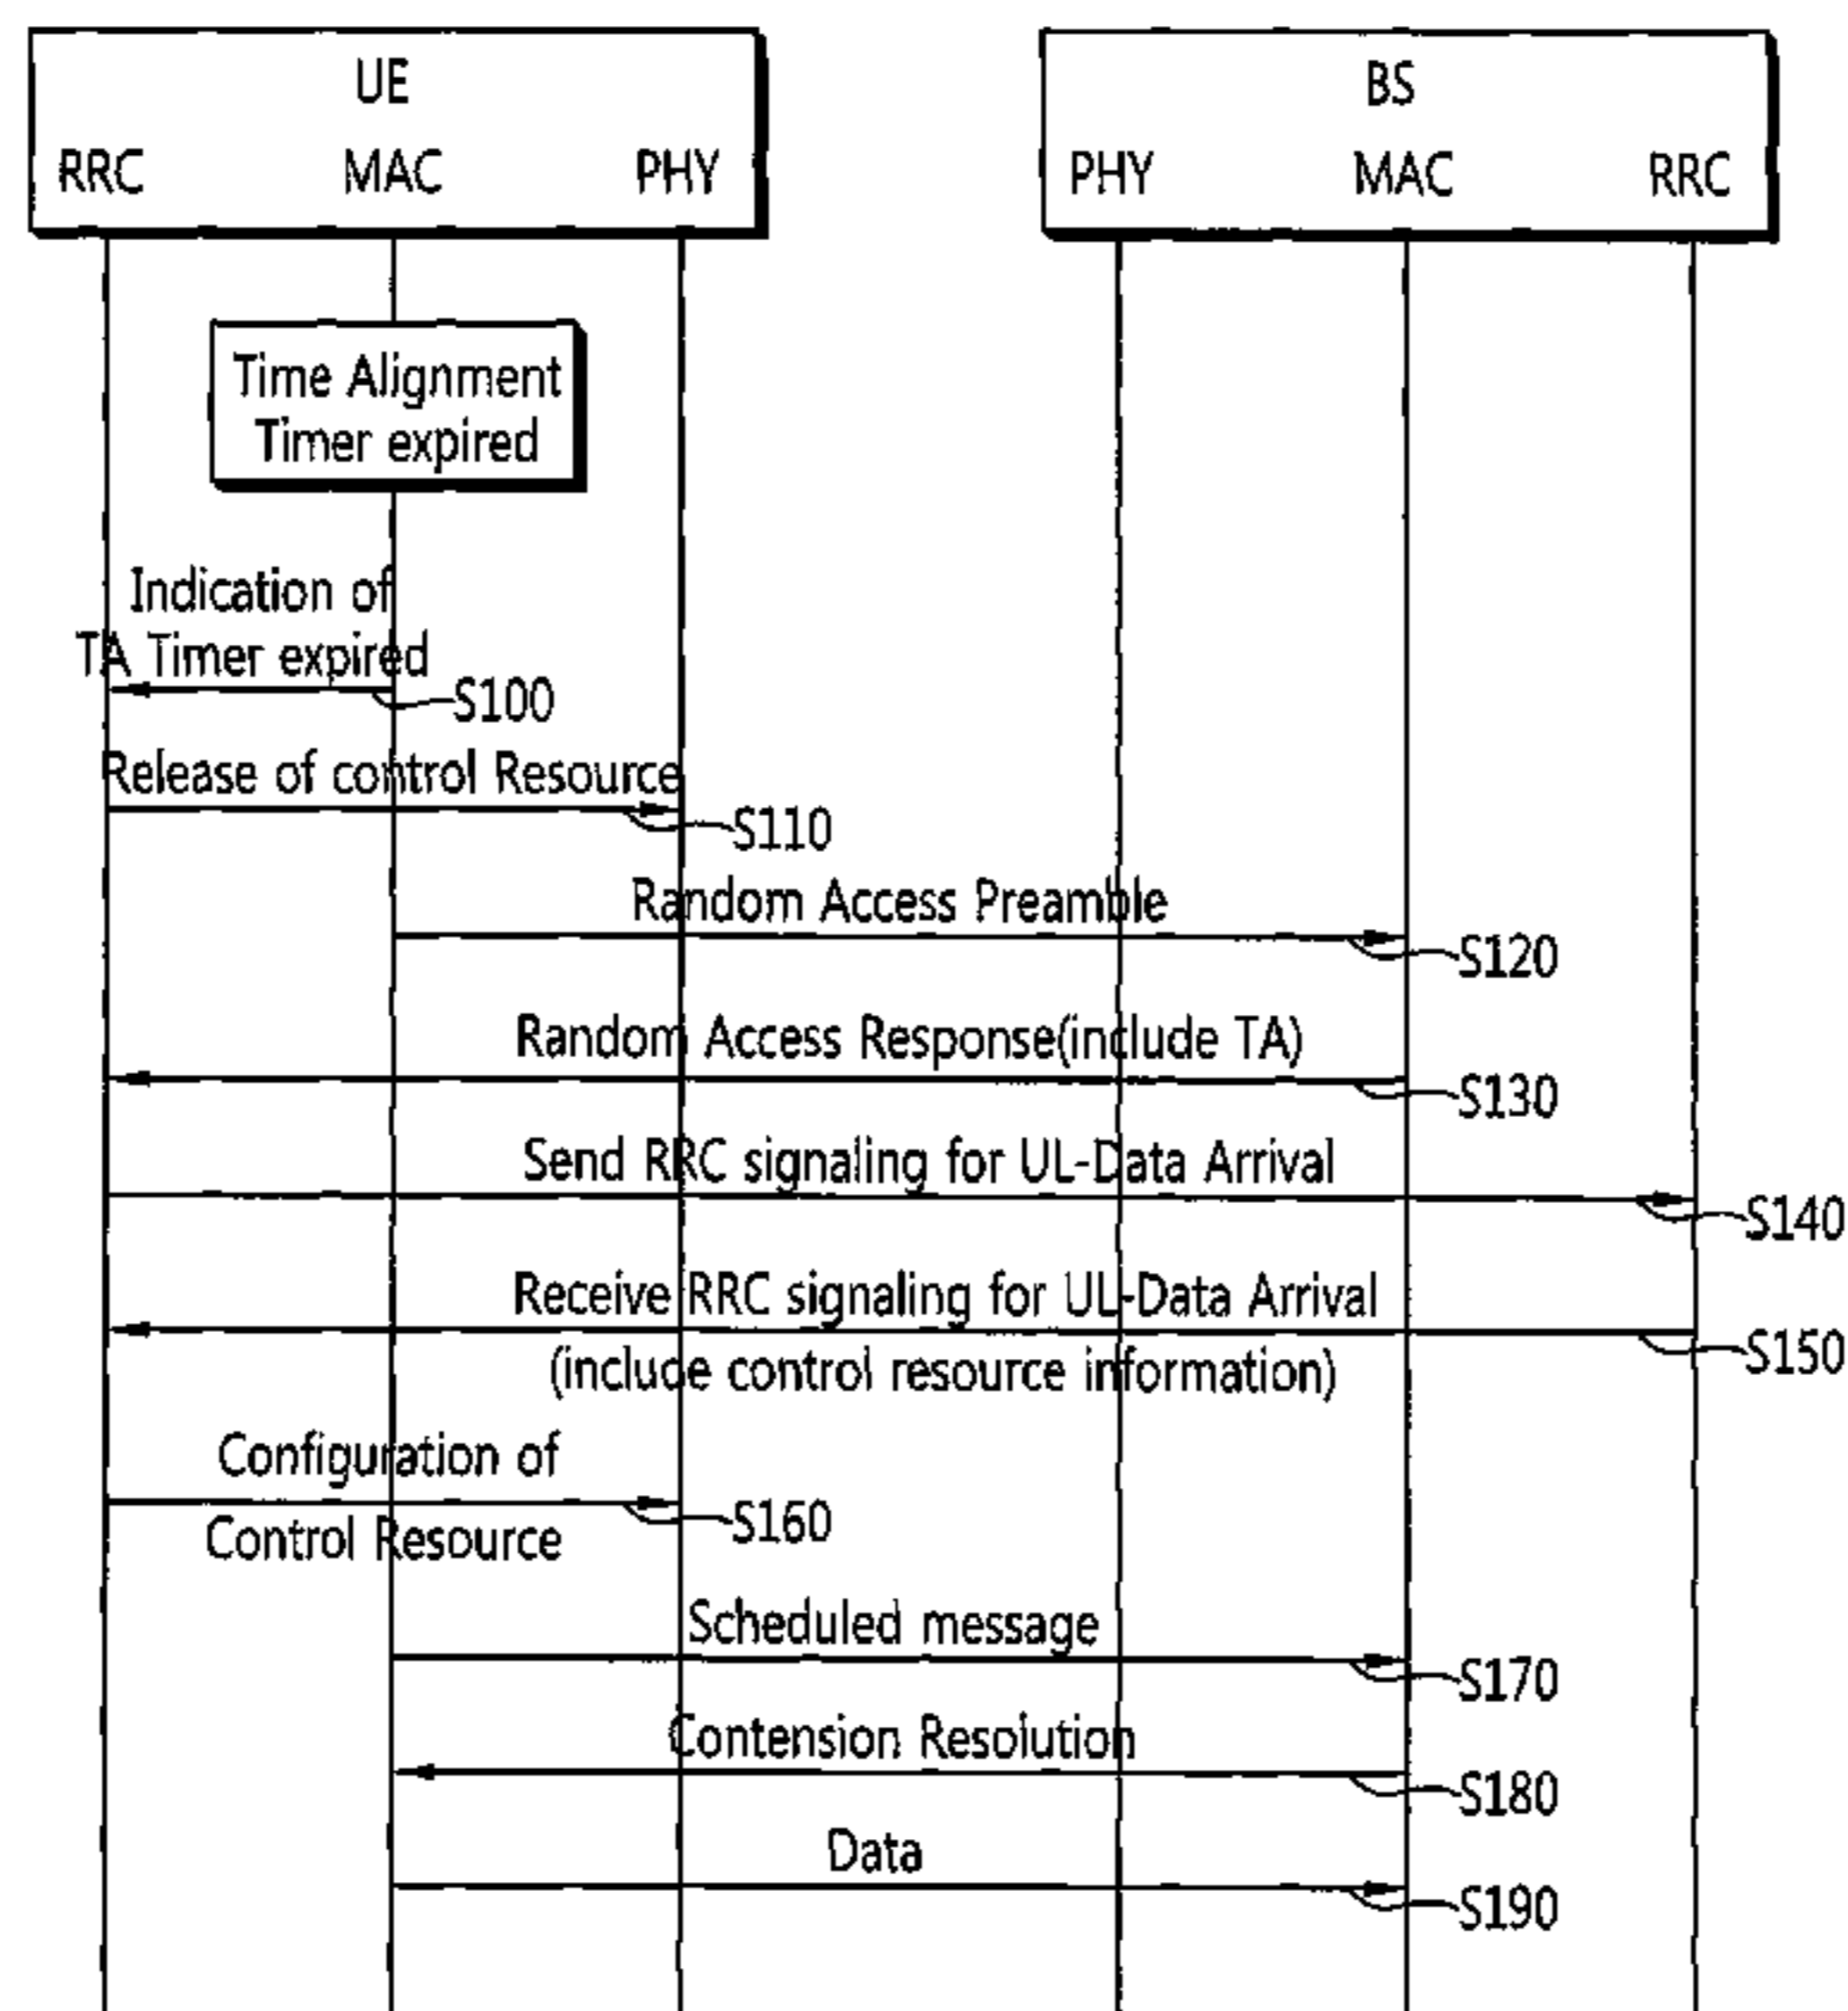 UE
RRC MAC PHY
BS
PHY MAC RRC
Time Alignment
Timer expired
Indication of
TA Timer expired
S100
Release of control Resource
S110
Random Access Preamble
S120
Random Access Response(include TA)
S130
Send RRC signaling for UL-Data Arrival
S140
Receive RRC signaling for UL-Data Arrival
(include control resource information)
S150
Configuration of
Control Resource
S160
Scheduled message
S170
Contension Resolution
S180
Data
S190